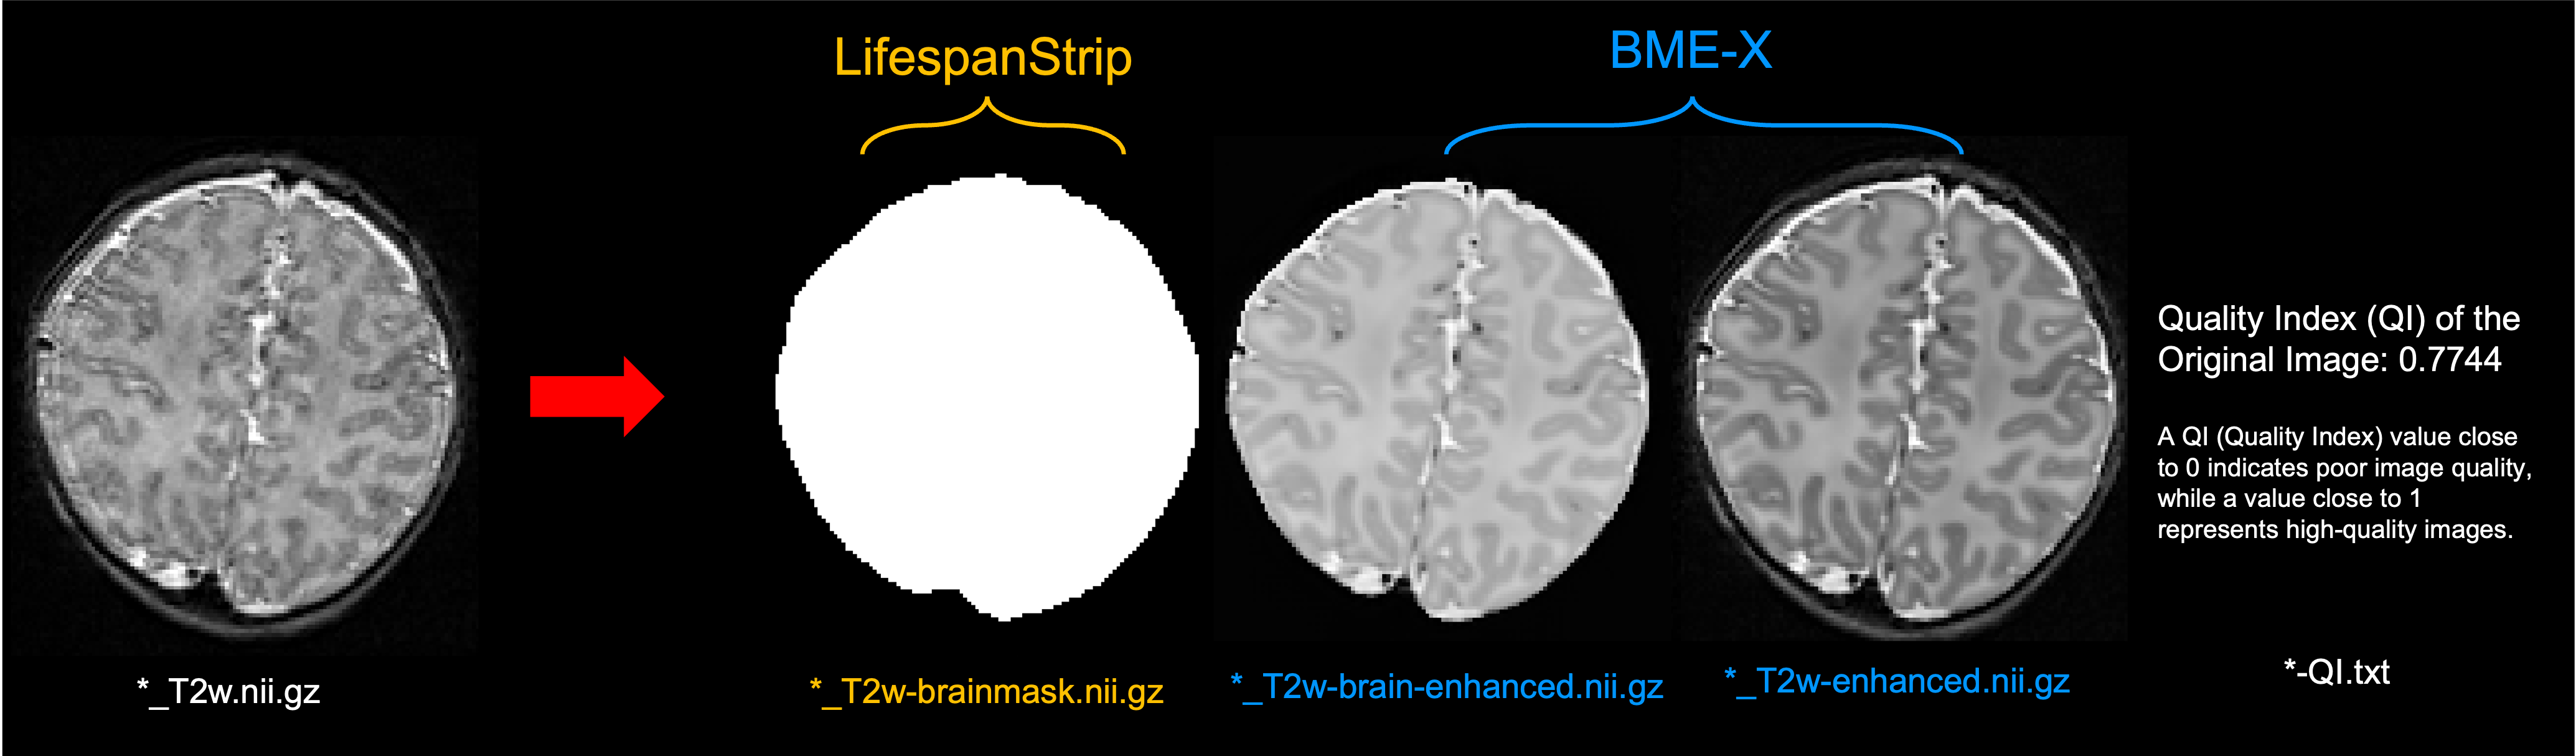 LifespanStrip
BME-X
Quality Index (QI) of the
Original Image: 0.7744
A QI (Quality Index) value close
to 0 indicates poor image quality,
while a value close to 1
represents high-quality images.
*_T2w.nii.gz
*_T2w-brainmask.nii.gz
*_T2w-brain-enhanced.nii.gz
*_T2w-enhanced.nii.gz
*-QI.txt